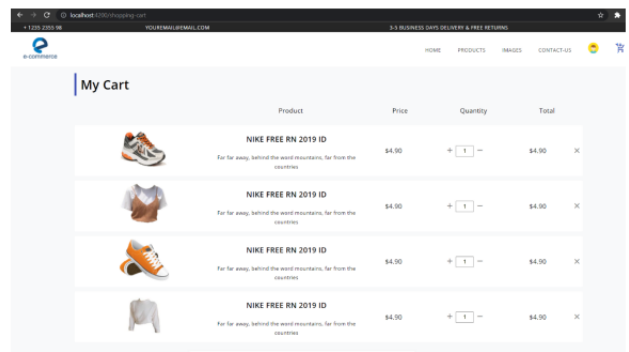 localhost:4200/shopping-cart
+ 1235 2355 98 YOUREMAIL@EMAIL.COM 3-5 BUSINESS DAYS DELIVERY & FREE RETURNS
e-commerce HOME PRODUCTS IMAGES CONTACT-US
My Cart
Product Price Quantity Total
NIKE FREE RN 2019 ID
$4.90 + 1 − $4.90 ×
Far far away, behind the word mountains, far from the
countries
NIKE FREE RN 2019 ID
$4.90 + 1 − $4.90 ×
Far far away, behind the word mountains, far from the
countries
NIKE FREE RN 2019 ID
$4.90 + 1 − $4.90 ×
Far far away, behind the word mountains, far from the
countries
NIKE FREE RN 2019 ID
$4.90 + 1 − $4.90 ×
Far far away, behind the word mountains, far from the
countries